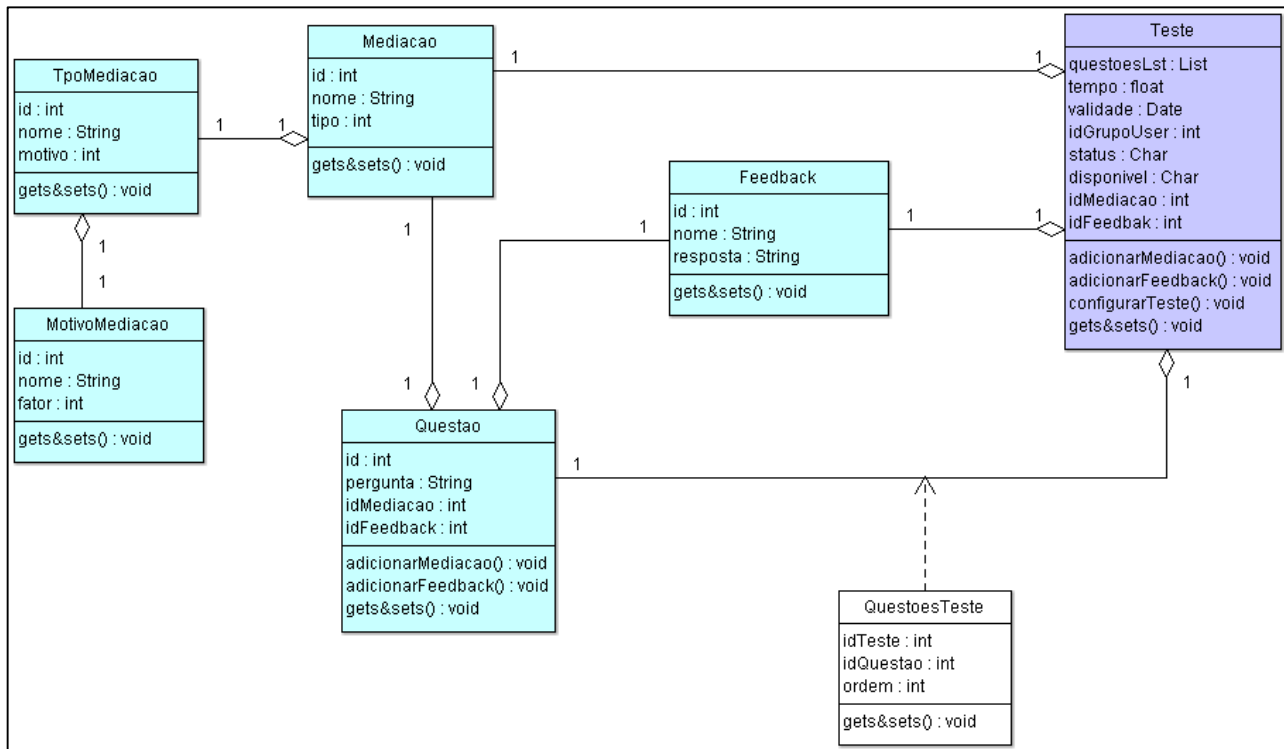 Mediacao
id : int
nome : String
tipo : int
gets&sets() : void
Teste
questoesLst : List
tempo : float
validade : Date
idGrupoUser : int
status : Char
disponivel : Char
idMediacao : int
idFeedbak : int
adicionarMediacao() : void
adicionarFeedback() : void
configurarTeste() : void
gets&sets() : void
TpoMediacao
id : int
nome : String
motivo : int
gets&sets() : void
Feedback
id : int
nome : String
resposta : String
gets&sets() : void
MotivoMediacao
id : int
nome : String
fator : int
gets&sets() : void
Questao
id : int
pergunta : String
idMediacao : int
idFeedback : int
adicionarMediacao() : void
adicionarFeedback() : void
gets&sets() : void
QuestoesTeste
idTeste : int
idQuestao : int
ordem : int
gets&sets() : void
1
1
1
1
1
1
1
1
1
1
1
1
1
1